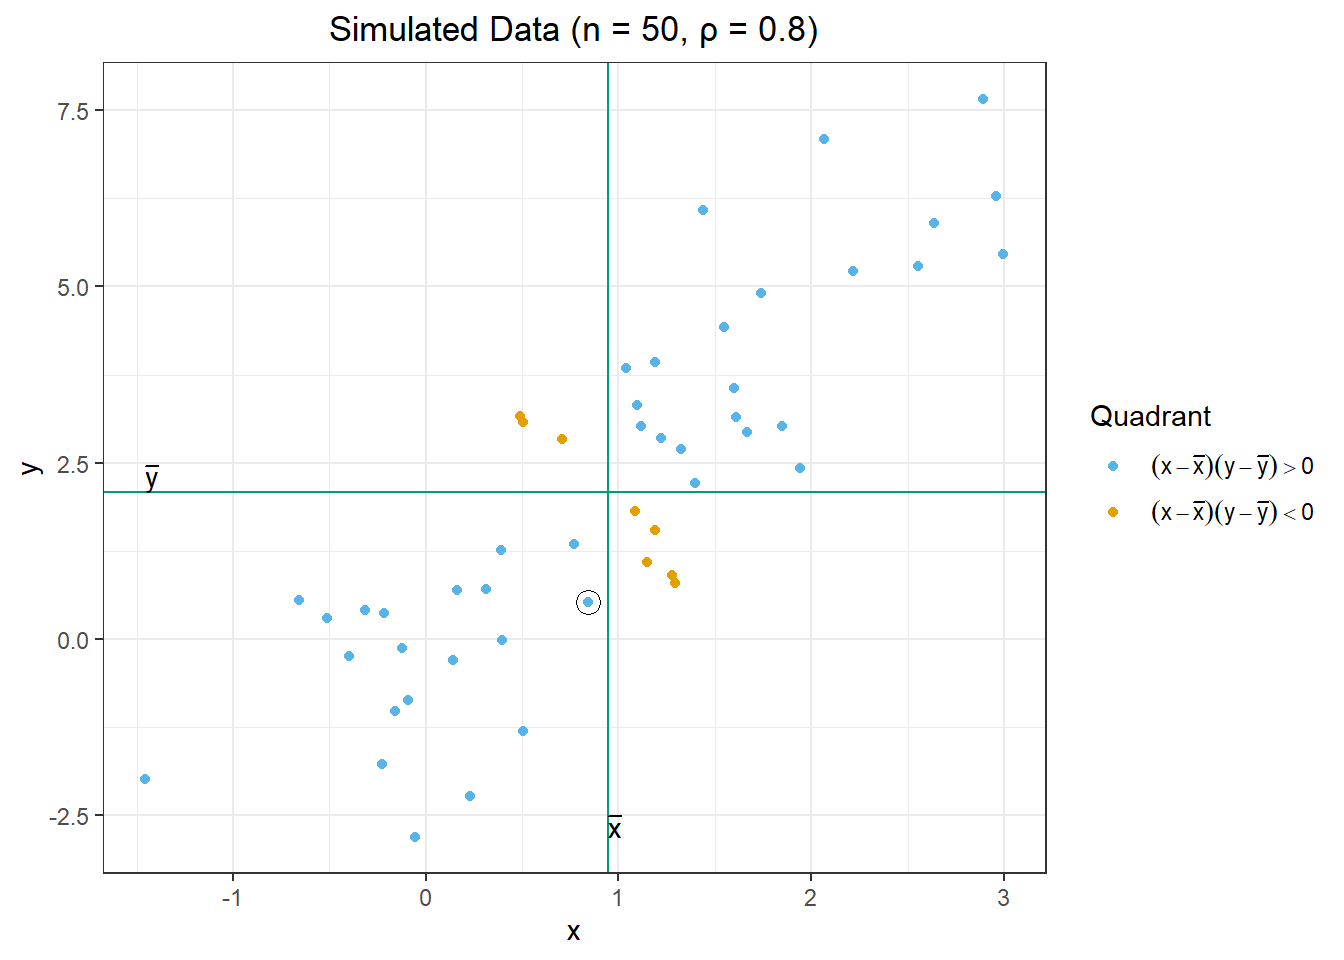 Simulated Data (n = 50, ρ = 0.8)
7.5
5.0
2.5
0.0
-2.5
y
y̅
x̅
-1 0 1 2 3
x
Quadrant
(x − x̅)(y − y̅) > 0
(x − x̅)(y − y̅) < 0